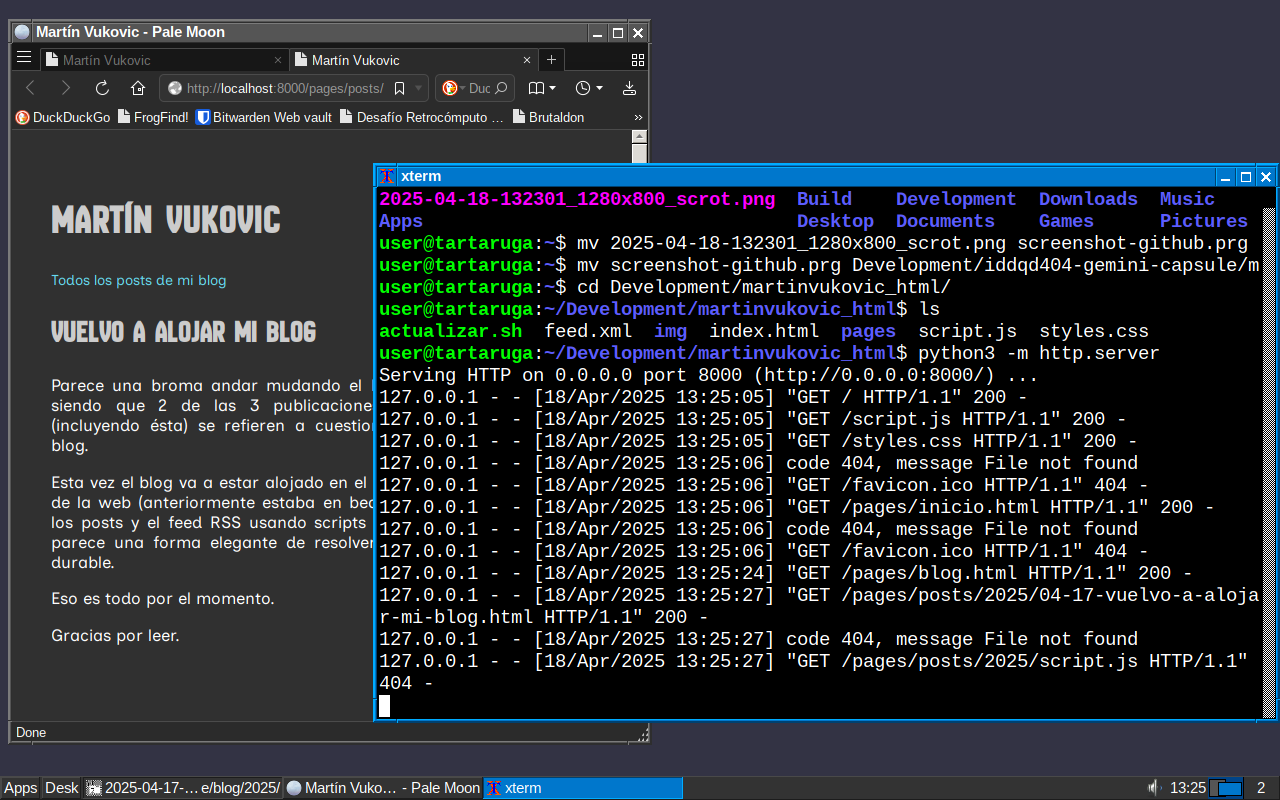 Martín Vukovic - Pale Moon
Martín Vukovic
Martín Vukovic
http://localhost:8000/pages/posts/
Duc
DuckDuckGo FrogFind! Bitwarden Web vault Desafío Retrocómputo ... Brutaldon »
MARTÍN VUKOVIC
Todos los posts de mi blog
VUELVO A ALOJAR MI BLOG
Parece una broma andar mudando el
siendo que 2 de las 3 publicacione
(incluyendo ésta) se refieren a cuestion
blog.
Esta vez el blog va a estar alojado en el
de la web (anteriormente estaba en bea
los posts y el feed RSS usando scripts
parece una forma elegante de resolver
durable.
Eso es todo por el momento.
Gracias por leer.
Done
xterm
2025-04-18-132301_1280x800_scrot.png Build Development Downloads Music
Apps Desktop Documents Games Pictures
user@tartaruga:~$ mv 2025-04-18-132301_1280x800_scrot.png screenshot-github.prg
user@tartaruga:~$ mv screenshot-github.prg Development/iddqd404-gemini-capsule/m
user@tartaruga:~$ cd Development/martinvukovic_html/
user@tartaruga:~/Development/martinvukovic_html$ ls
actualizar.sh feed.xml img index.html pages script.js styles.css
user@tartaruga:~/Development/martinvukovic_html$ python3 -m http.server
Serving HTTP on 0.0.0.0 port 8000 (http://0.0.0.0:8000/) ...
127.0.0.1 - - [18/Apr/2025 13:25:05] "GET / HTTP/1.1" 200 -
127.0.0.1 - - [18/Apr/2025 13:25:05] "GET /script.js HTTP/1.1" 200 -
127.0.0.1 - - [18/Apr/2025 13:25:05] "GET /styles.css HTTP/1.1" 200 -
127.0.0.1 - - [18/Apr/2025 13:25:06] code 404, message File not found
127.0.0.1 - - [18/Apr/2025 13:25:06] "GET /favicon.ico HTTP/1.1" 404 -
127.0.0.1 - - [18/Apr/2025 13:25:06] "GET /pages/inicio.html HTTP/1.1" 200 -
127.0.0.1 - - [18/Apr/2025 13:25:06] code 404, message File not found
127.0.0.1 - - [18/Apr/2025 13:25:06] "GET /favicon.ico HTTP/1.1" 404 -
127.0.0.1 - - [18/Apr/2025 13:25:24] "GET /pages/blog.html HTTP/1.1" 200 -
127.0.0.1 - - [18/Apr/2025 13:25:27] "GET /pages/posts/2025/04-17-vuelvo-a-aloja
r-mi-blog.html HTTP/1.1" 200 -
127.0.0.1 - - [18/Apr/2025 13:25:27] code 404, message File not found
127.0.0.1 - - [18/Apr/2025 13:25:27] "GET /pages/posts/2025/script.js HTTP/1.1"
404 -
Apps Desk 2025-04-17-...e/blog/2025/ Martín Vuko... - Pale Moon xterm 13:25 2